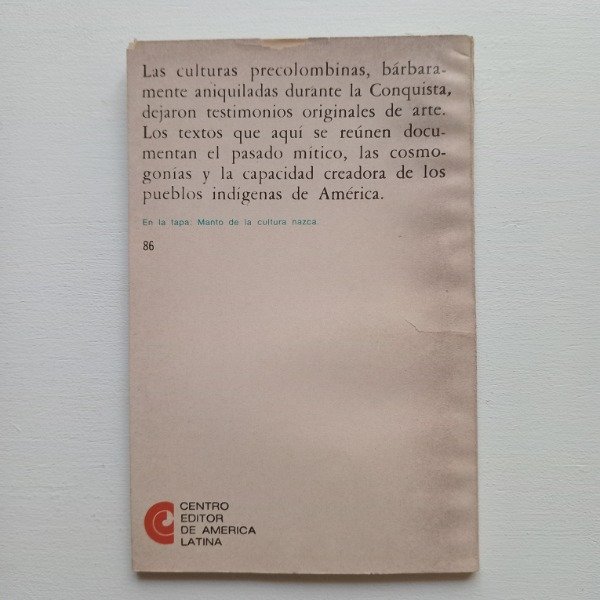 Las culturas precolombinas, bárbara-
mente aniquiladas durante la Conquista,
dejaron testimonios originales de arte.
Los textos que aquí se reúnen docu-
mentan el pasado mítico, las cosmo-
gonías y la capacidad creadora de los
pueblos indígenas de América.
En la tapa: Manto de la cultura nazca.
86
CENTRO
EDITOR
DE AMERICA
LATINA